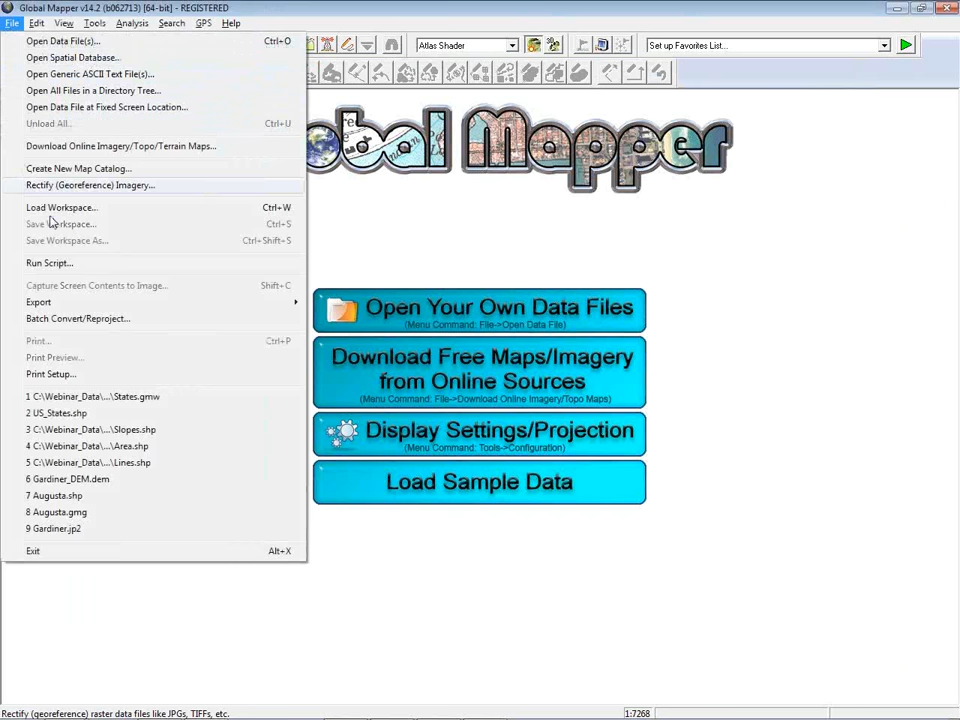 Global Mapper v14.2 (b062713) [64-bit] - REGISTERED
File Edit View Tools Analysis Search GPS Help
Atlas Shader
Set up Favorites List...
Open Data File(s)... Ctrl+O
Open Spatial Database...
Open Generic ASCII Text File(s)...
Open All Files in a Directory Tree...
Open Data File at Fixed Screen Location...
Unload All... Ctrl+U
Download Online Imagery/Topo/Terrain Maps...
Create New Map Catalog...
Rectify (Georeference) Imagery...
Load Workspace... Ctrl+W
Save Workspace... Ctrl+S
Save Workspace As... Ctrl+Shift+S
Run Script...
Capture Screen Contents to Image... Shift+C
Export
Batch Convert/Reproject...
Print... Ctrl+P
Print Preview...
Print Setup...
1 C:\Webinar_Data\...\States.gmw
2 US_States.shp
3 C:\Webinar_Data\...\Slopes.shp
4 C:\Webinar_Data\...\Area.shp
5 C:\Webinar_Data\...\Lines.shp
6 Gardiner_DEM.dem
7 Augusta.shp
8 Augusta.gmg
9 Gardiner.jp2
Exit Alt+X
obal Mapper
Open Your Own Data Files
(Menu Command: File->Open Data File)
Download Free Maps/Imagery
from Online Sources
(Menu Command: File->Download Online Imagery/Topo Maps)
Display Settings/Projection
(Menu Command: Tools->Configuration)
Load Sample Data
Rectify (georeference) raster data files like JPGs, TIFFs, etc.
1:7268